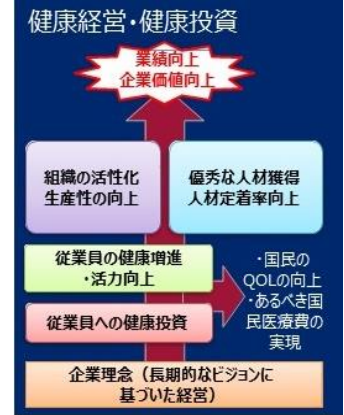 健康経営・健康投資
業績向上
企業価値向上
組織の活性化
生産性の向上
優秀な人材獲得
人材定着率向上
従業員の健康増進
・活力向上
従業員への健康投資
・国民の
QOLの向上
・あるべき国
民医療費の
実現
企業理念（長期的なビジョンに
基づいた経営）